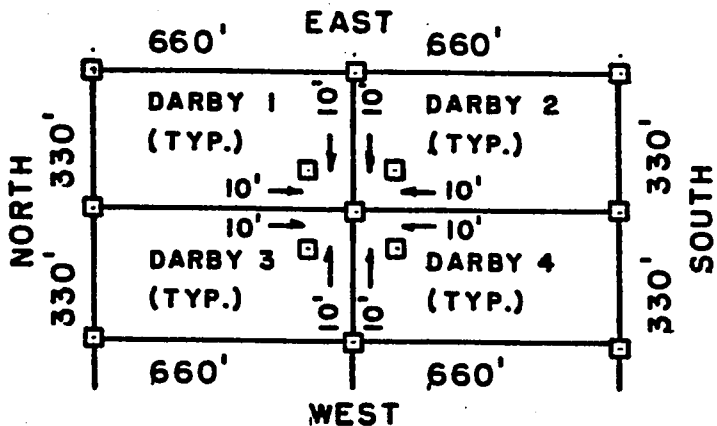 EAST
660' 660'
DARBY 1
(TYP.)
10" 10"
DARBY 2
(TYP.)
330' 330'
NORTH
SOUTH
10' 10'
10' 10'
DARBY 3
(TYP.)
10' 10'
DARBY 4
(TYP.)
330' 330'
660' 660'
WEST